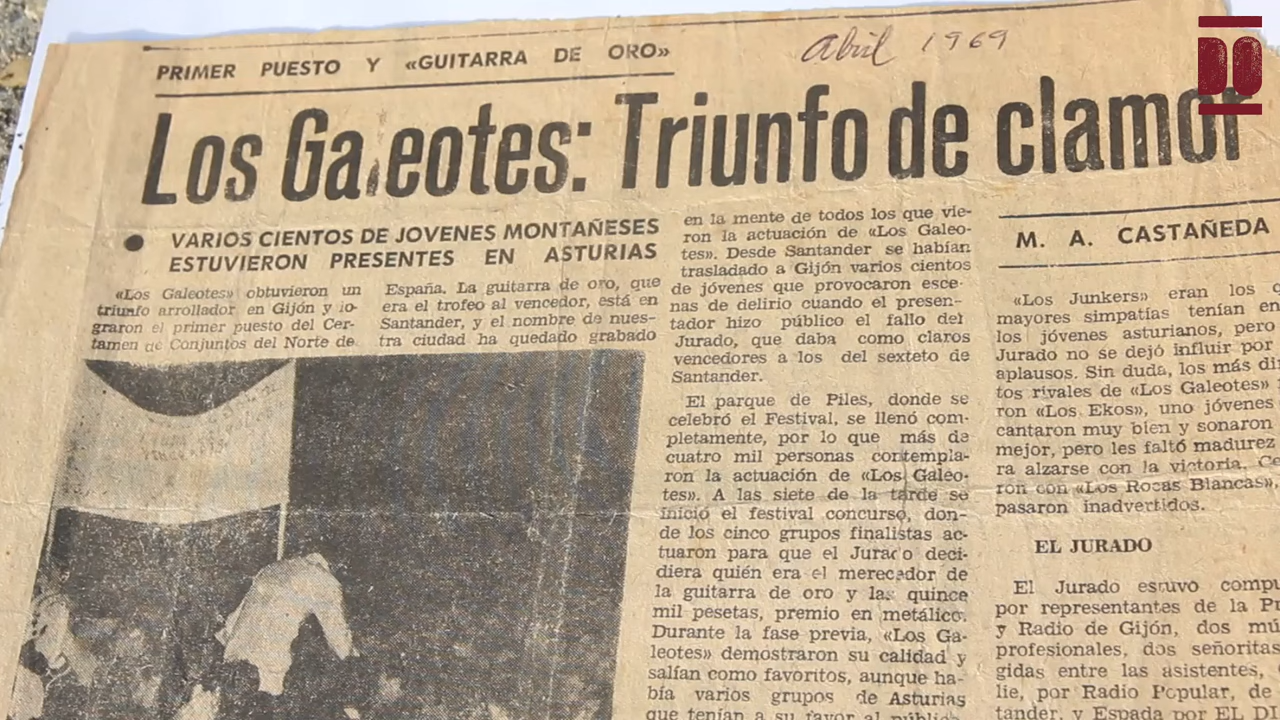 PRIMER PUESTO Y «GUITARRA DE ORO»
Abril 1969
DO
Los Galeotes: Triunfo de clamor
VARIOS CIENTOS DE JOVENES MONTAÑESES
ESTUVIERON PRESENTES EN ASTURIAS
«Los Galeotes» obtuvieron un
triunfo arrollador en Gijón y lo-
graron el primer puesto del Cer-
tamen de Conjuntos del Norte de
España. La guitarra de oro, que
era el trofeo al vencedor, está en
Santander, y el nombre de nues-
tra ciudad ha quedado grabado
en la mente de todos los que vie-
ron la actuación de «Los Galeo-
tes». Desde Santander se habían
trasladado a Gijón varios cientos
de jóvenes que provocaron esce-
nas de delirio cuando el presen-
tador hizo público el fallo del
Jurado, que daba como claros
vencedores a los del sexteto de
Santander.
El parque de Piles, donde se
celebró el Festival, se llenó com-
pletamente, por lo que más de
cuatro mil personas contempla-
ron la actuación de «Los Galeo-
tes». A las siete de la tarde se
inició el festival concurso, don-
de los cinco grupos finalistas ac-
tuaron para que el Jurado deci-
diera quién era el merecedor de
la guitarra de oro y las quince
mil pesetas, premio en metálico.
Durante la fase previa, «Los Ga-
leotes» demostraron su calidad y
salían como favoritos, aunque ha-
bía varios grupos de Asturias
que tenían a su favor al público
M. A. CASTAÑEDA
«Los Junkers» eran los q
mayores simpatías tenían en
los jóvenes asturianos, pero
Jurado no se dejó influir por
aplausos. Sin duda, los más di
tos rivales de «Los Galeotes»
ron «Los Ekos», uno jóvenes
cantaron muy bien y sonaron
mejor, pero les faltó madurez
ra alzarse con la victoria. Ce
ron con «Los Rocas Blancas»,
pasaron inadvertidos.
EL JURADO
El Jurado estuvo compu
por representantes de la Pr
y Radio de Gijón, dos mú
profesionales, dos señoritas
gidas entre las asistentes,
lie, por Radio Popular, de
tander, y Espada por EL DI